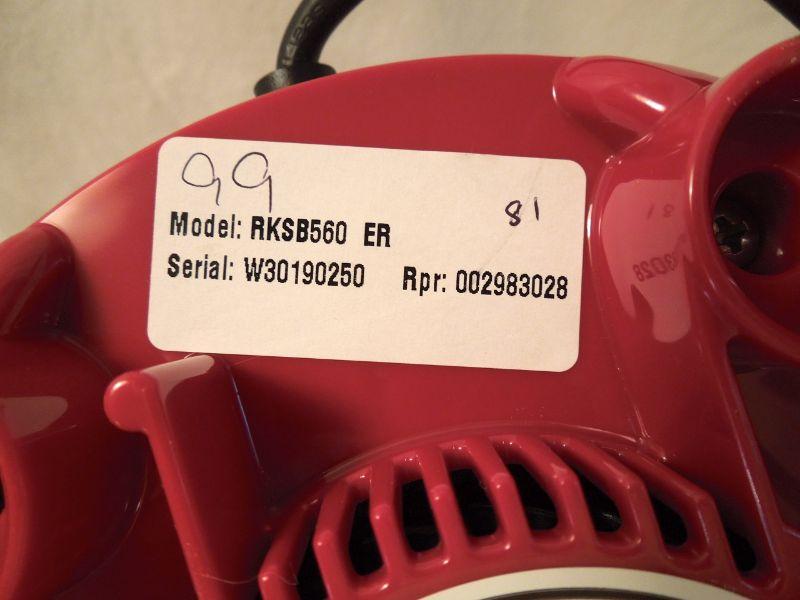 99
81
Model: RKSB560 ER
Serial: W30190250 Rpr: 002983028